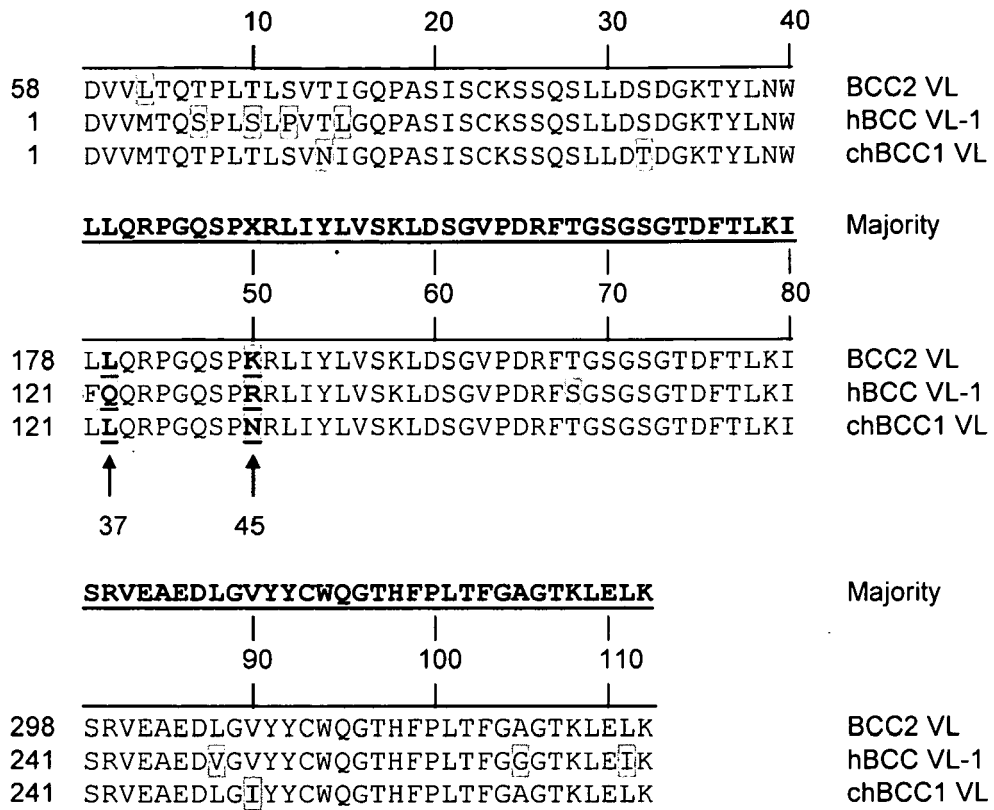 10 20 30 40
58 DVVLTQTPLTLSVTIGQPASISCKSSQSLLDSDGKTYLNW BCC2 VL
1 DVVMTQSPLSLPVTLGQPASISCKSSQSLLDSDGKTYLNW hBCC VL-1
1 DVVMTQTPLTLSVNIGQPASISCKSSQSLLDTDGKTYLNW chBCC1 VL
LLQRPGQSPXRLIYLVSKLDSGVPDRFTGSGSGTDFTLKI Majority
50 60 70 80
178 LLQRPGQSPKRLIYLVSKLDSGVPDRFTGSGSGTDFTLKI BCC2 VL
121 FQQRPGQSPRRLIYLVSKLDSGVPDRFSGSGSGTDFTLKI hBCC VL-1
121 LLQRPGQSPNRLIYLVSKLDSGVPDRFTGSGSGTDFTLKI chBCC1 VL
37 45
SRVEAEDLGVYYCWQGTHFPLTFGAGTKLELK Majority
90 100 110
298 SRVEAEDLGVYYCWQGTHFPLTFGAGTKLELK BCC2 VL
241 SRVEAEDVGVYYCWQGTHFPLTFGGGTKLEIK hBCC VL-1
241 SRVEAEDLGIYYCWQGTHFPLTFGAGTKLELK chBCC1 VL